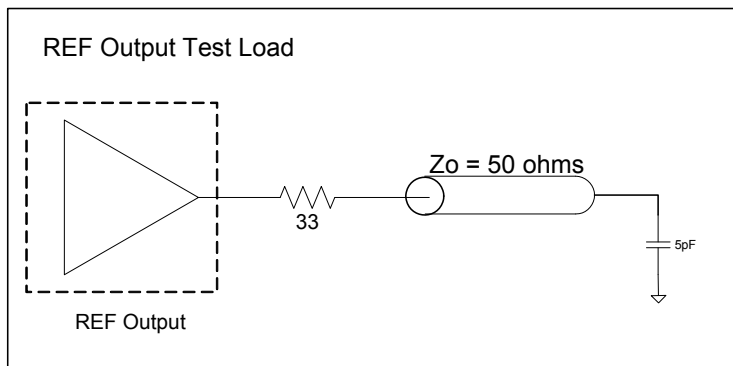 REF Output Test Load
Zo = 50 ohms
33
5pF
REF Output